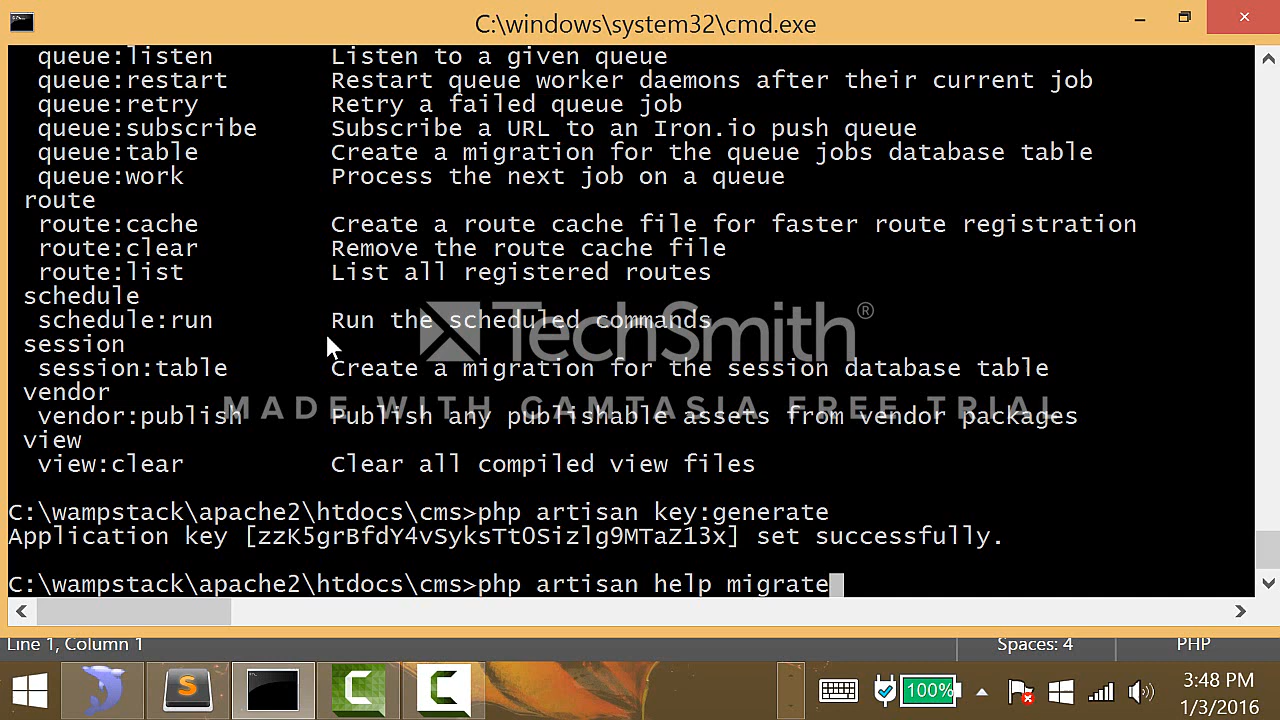 C:\windows\system32\cmd.exe
queue:listen Listen to a given queue
queue:restart Restart queue worker daemons after their current job
queue:retry Retry a failed queue job
queue:subscribe Subscribe a URL to an Iron.io push queue
queue:table Create a migration for the queue jobs database table
queue:work Process the next job on a queue
route
route:cache Create a route cache file for faster route registration
route:clear Remove the route cache file
route:list List all registered routes
schedule
schedule:run Run the scheduled commands
session
session:table Create a migration for the session database table
vendor
vendor:publish Publish any publishable assets from vendor packages
view
view:clear Clear all compiled view files
TechSmith®
MADE WITH CAMTASIA FREE TRIAL
C:\wampstack\apache2\htdocs\cms>php artisan key:generate
Application key [zzK5grBfdY4vSyksTtOSizlg9MTaZ13x] set successfully.
C:\wampstack\apache2\htdocs\cms>php artisan help migrate
Line 1, Column 1 Spaces: 4 PHP
100% 3:48 PM
1/3/2016